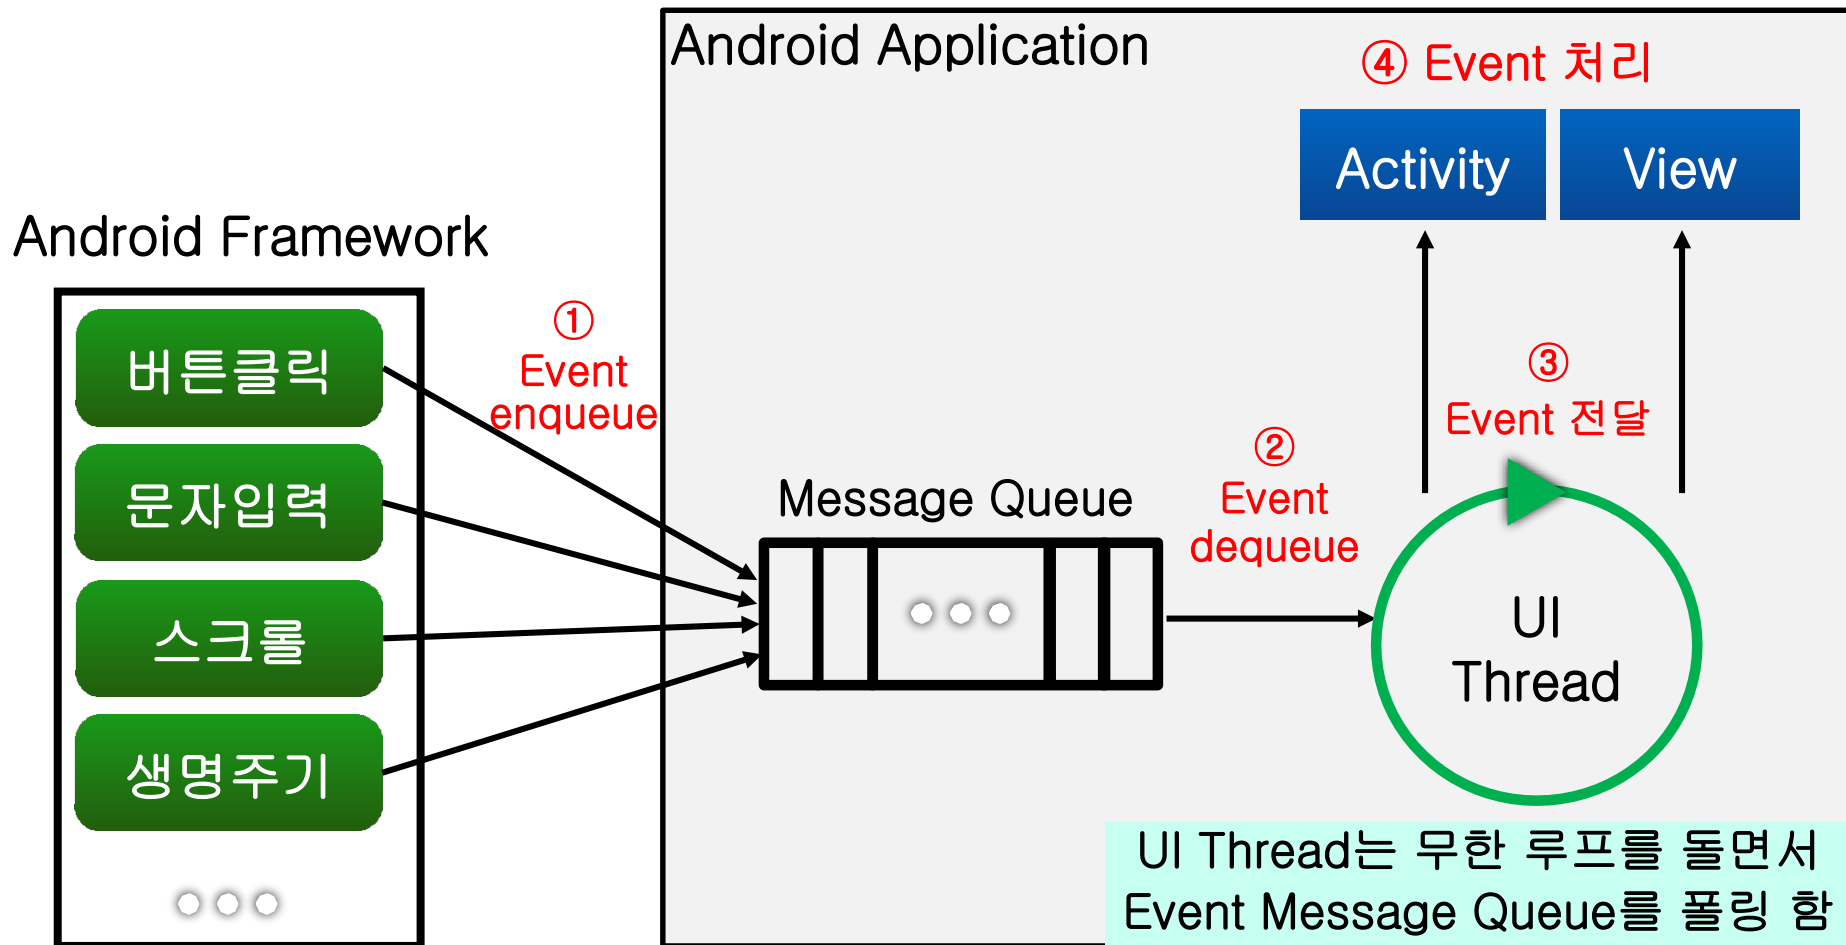 Android Application
④ Event 처리
Activity
View
Android Framework
버튼클릭
문자입력
스크롤
생명주기
①
Event
enqueue
Message Queue
②
Event
dequeue
③
Event 전달
UI
Thread
UI Thread는 무한 루프를 돌면서
Event Message Queue를 폴링 함